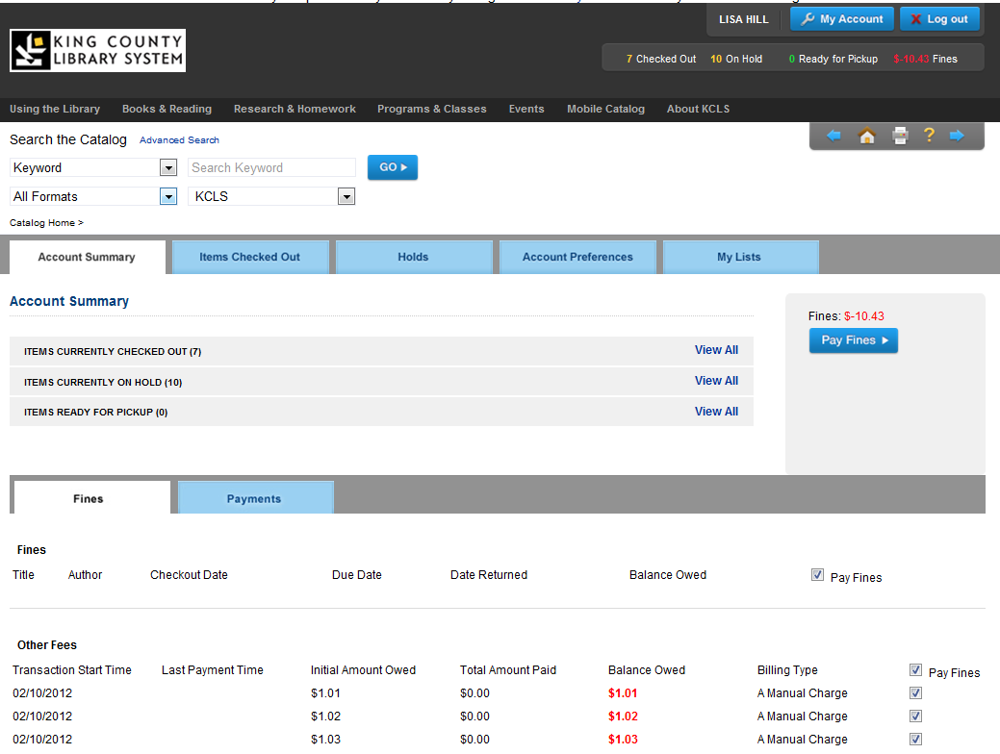 LISA HILL My Account Log out
KING COUNTY
LIBRARY SYSTEM
7 Checked Out 10 On Hold 0 Ready for Pickup $-10.43 Fines
Using the Library Books & Reading Research & Homework Programs & Classes Events Mobile Catalog About KCLS
Search the Catalog Advanced Search
Keyword Search Keyword GO
All Formats KCLS
Catalog Home >
Account Summary Items Checked Out Holds Account Preferences My Lists
Account Summary
Fines: $-10.43
Pay Fines
ITEMS CURRENTLY CHECKED OUT (7) View All
ITEMS CURRENTLY ON HOLD (10) View All
ITEMS READY FOR PICKUP (0) View All
Fines Payments
Fines
Title Author Checkout Date Due Date Date Returned Balance Owed Pay Fines
Other Fees
Transaction Start Time Last Payment Time Initial Amount Owed Total Amount Paid Balance Owed Billing Type Pay Fines
02/10/2012 $1.01 $0.00 $1.01 A Manual Charge
02/10/2012 $1.02 $0.00 $1.02 A Manual Charge
02/10/2012 $1.03 $0.00 $1.03 A Manual Charge